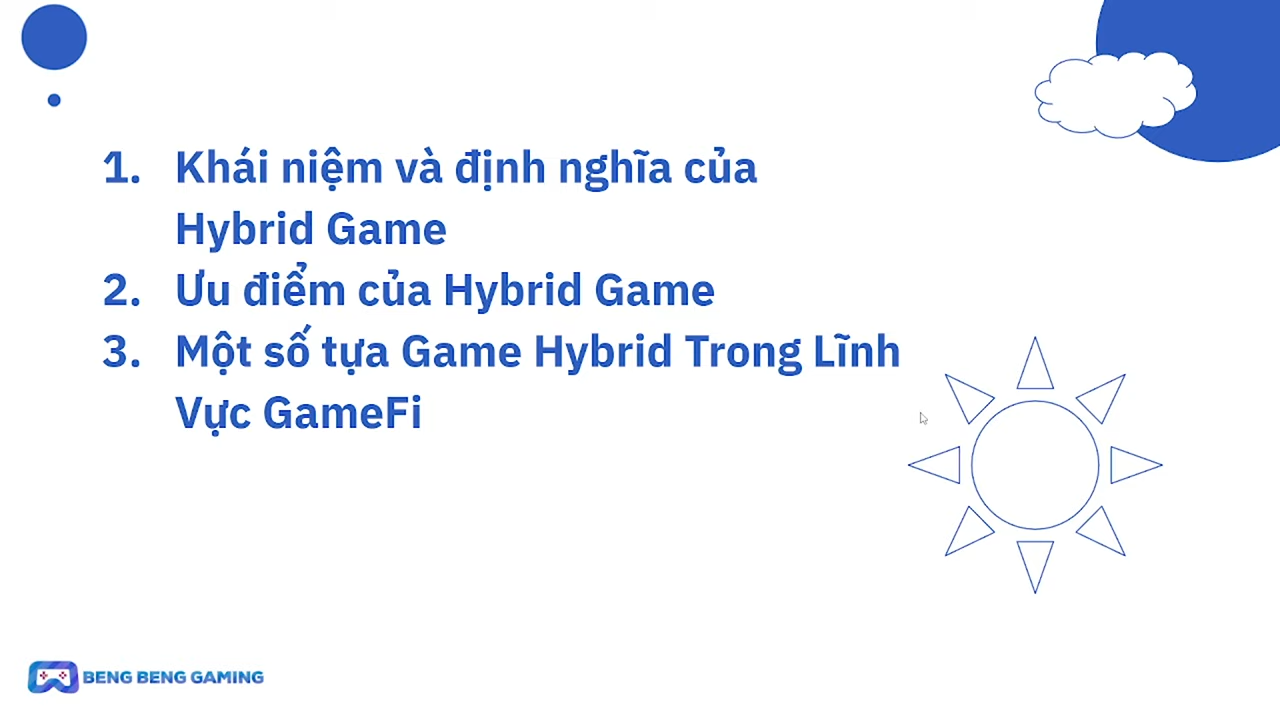 1. Khái niệm và định nghĩa của
Hybrid Game
2. Ưu điểm của Hybrid Game
3. Một số tựa Game Hybrid Trong Lĩnh
Vực GameFi
BENG BENG GAMING